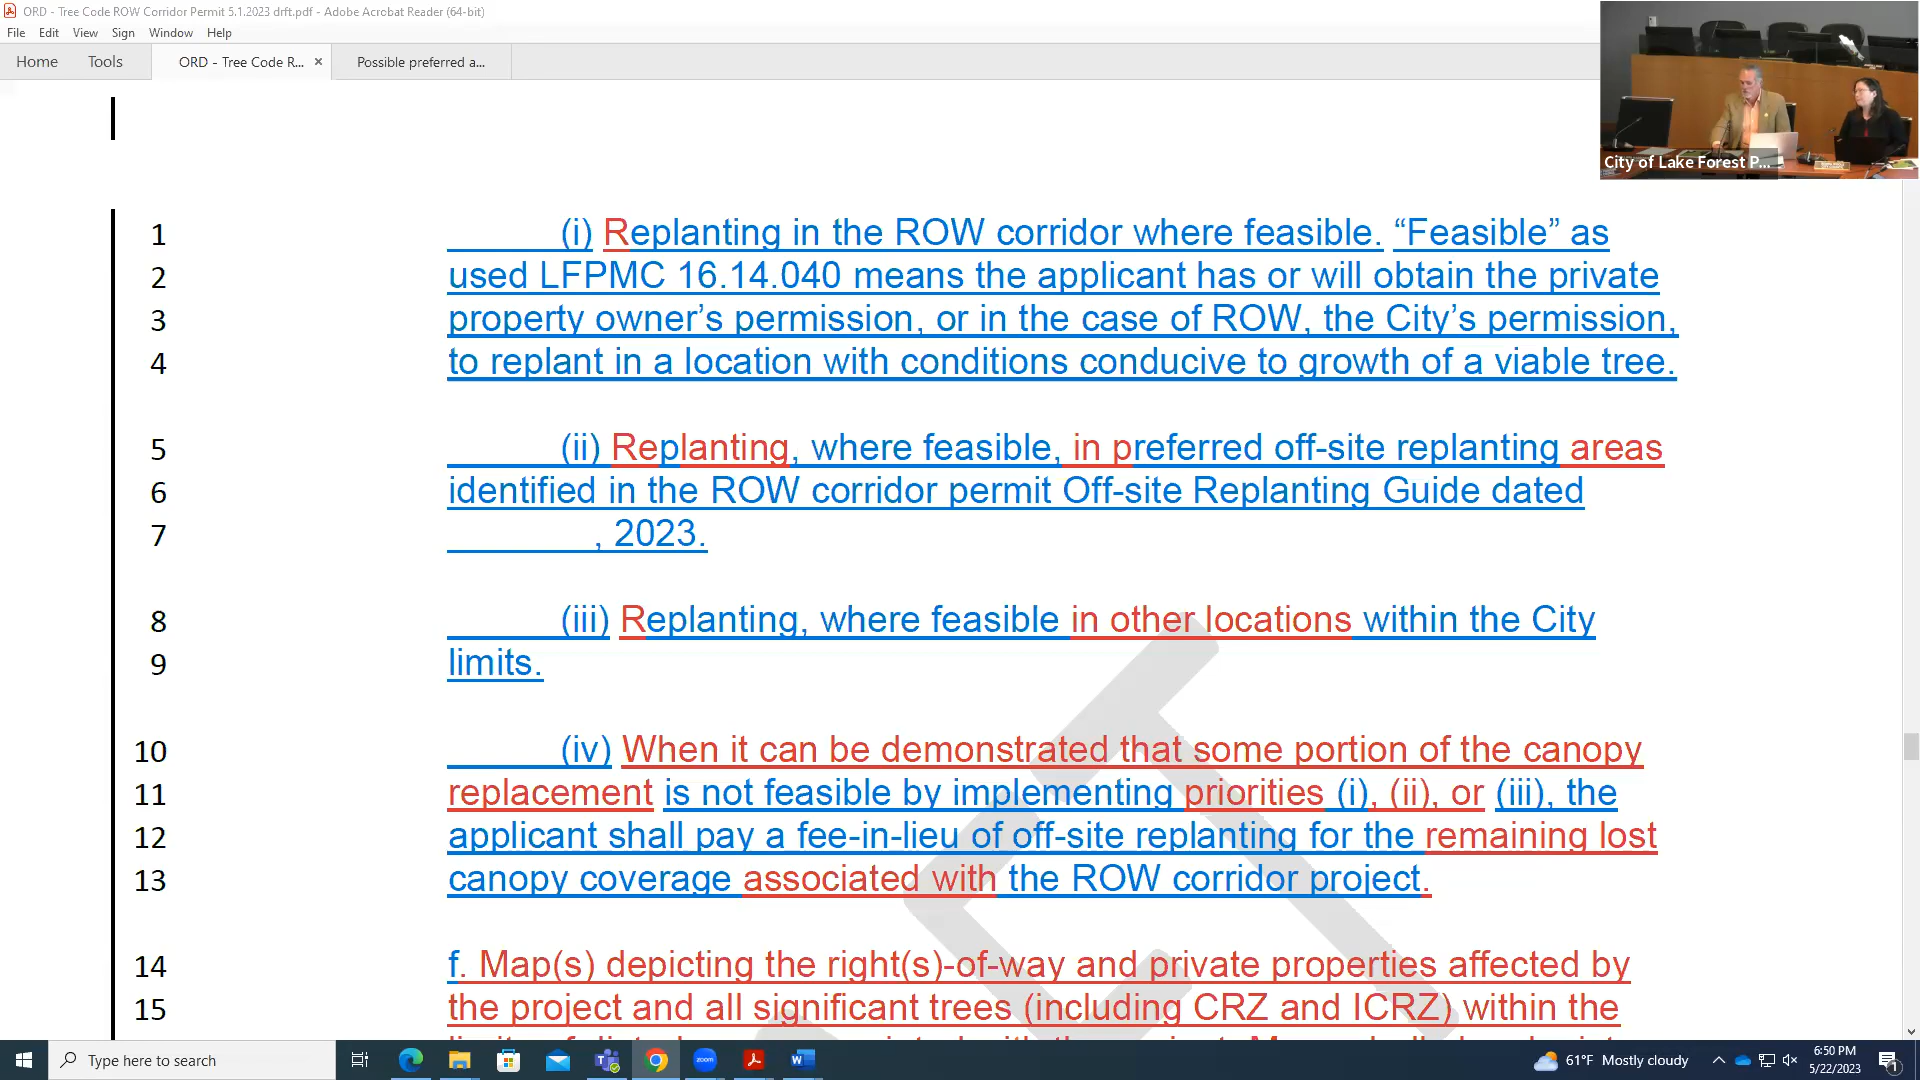 ORD - Tree Code ROW Corridor Permit 5.1.2023 drft.pdf - Adobe Acrobat Reader (64-bit)
File Edit View Sign Window Help
Home Tools ORD - Tree Code R... × Possible preferred a...
City of Lake Forest P...
1 (i) Replanting in the ROW corridor where feasible. “Feasible” as
2 used LFPMC 16.14.040 means the applicant has or will obtain the private
3 property owner’s permission, or in the case of ROW, the City’s permission,
4 to replant in a location with conditions conducive to growth of a viable tree.
5 (ii) Replanting, where feasible, in preferred off-site replanting areas
6 identified in the ROW corridor permit Off-site Replanting Guide dated
7 ________, 2023.
8 (iii) Replanting, where feasible in other locations within the City
9 limits.
10 (iv) When it can be demonstrated that some portion of the canopy
11 replacement is not feasible by implementing priorities (i), (ii), or (iii), the
12 applicant shall pay a fee-in-lieu of off-site replanting for the remaining lost
13 canopy coverage associated with the ROW corridor project.
14 f. Map(s) depicting the right(s)-of-way and private properties affected by
15 the project and all significant trees (including CRZ and ICRZ) within the
Type here to search
61°F Mostly cloudy
6:50 PM
5/22/2023